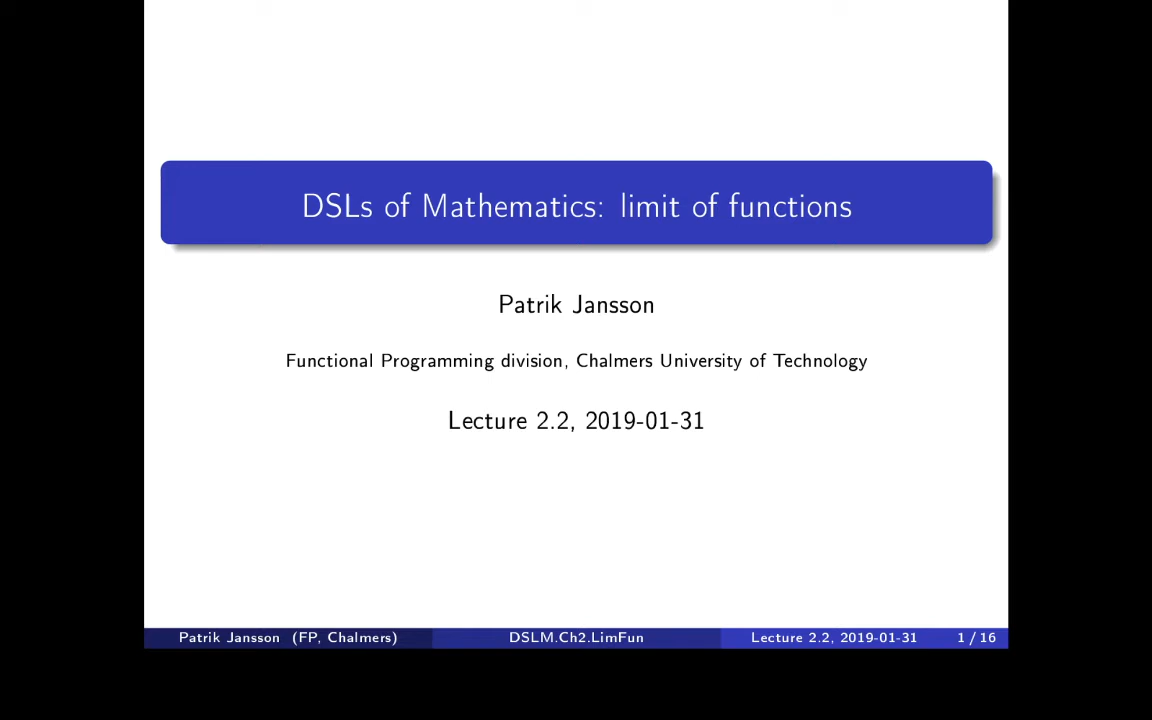 DSLs of Mathematics: limit of functions
Patrik Jansson
Functional Programming division, Chalmers University of Technology
Lecture 2.2, 2019-01-31
Patrik Jansson (FP, Chalmers) DSLM.Ch2.LimFun Lecture 2.2, 2019-01-31 1 / 16